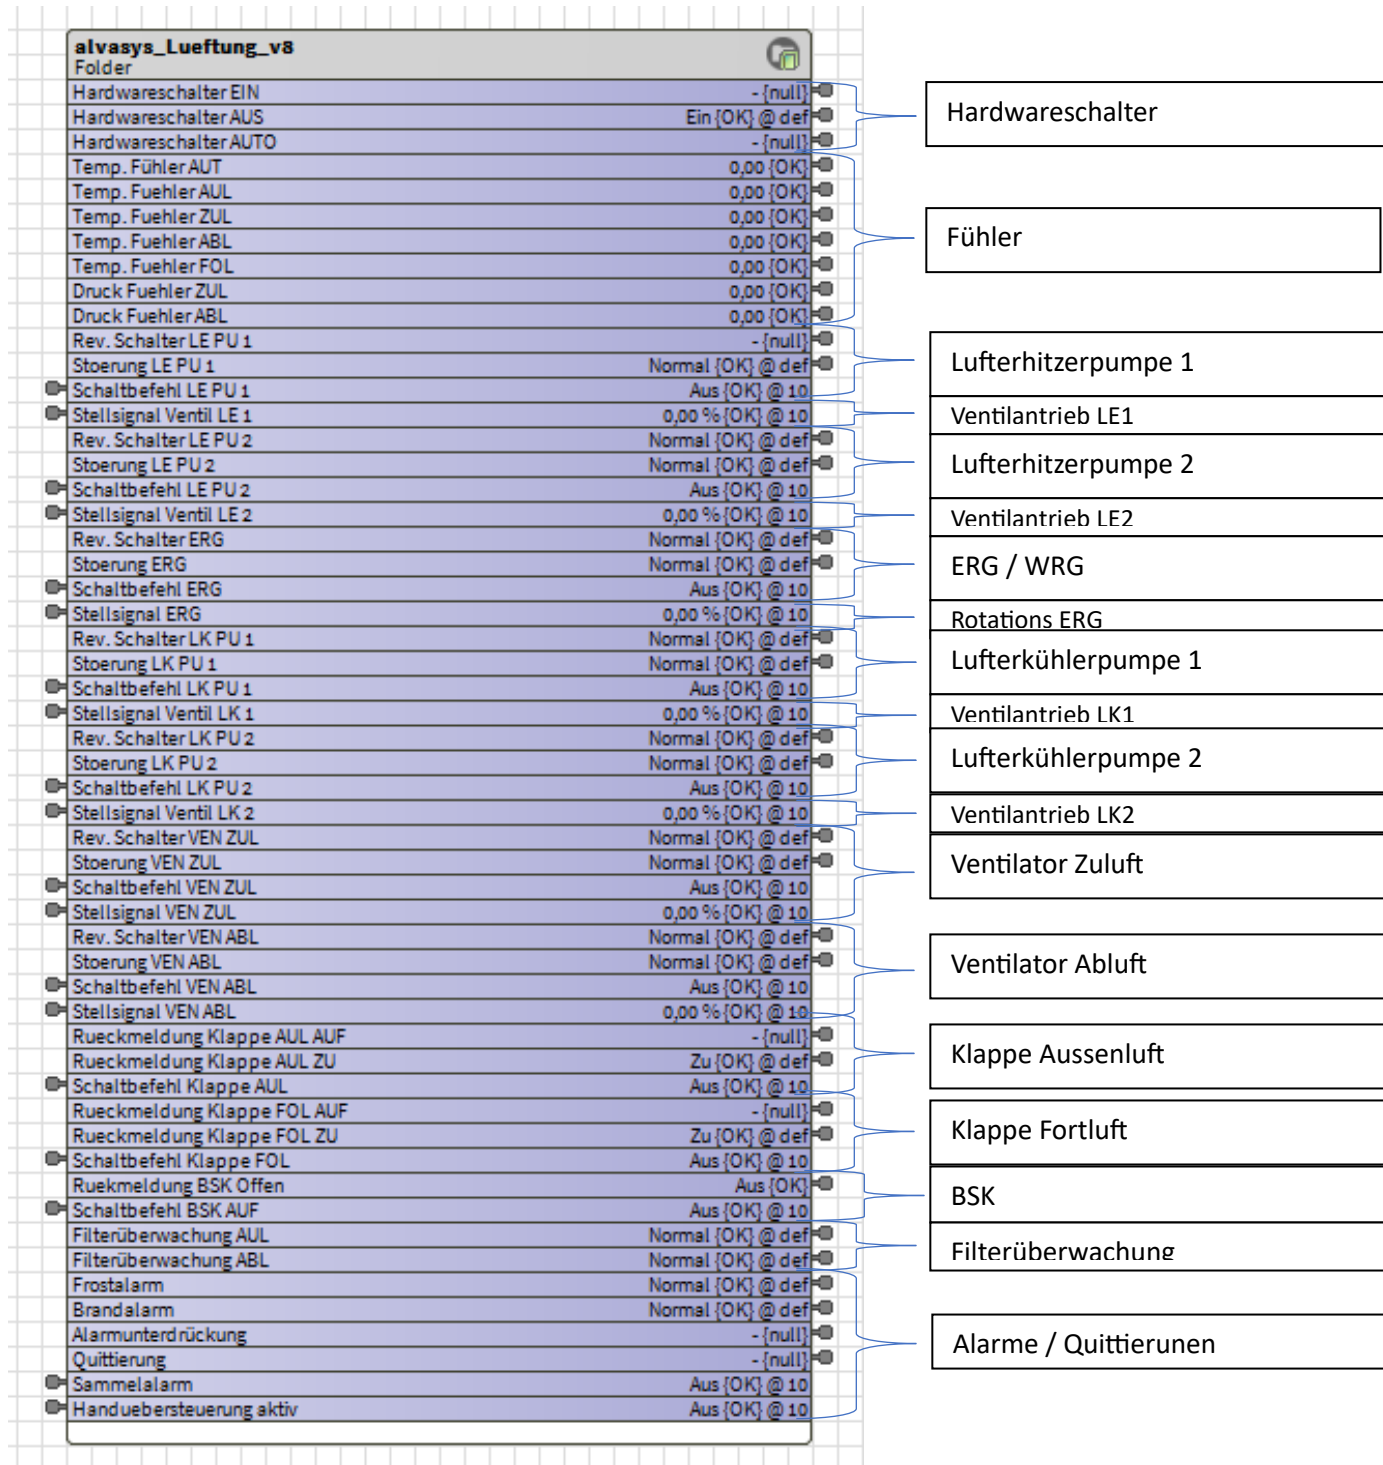 alvasys_Lueftung_v8
Folder
Hardwareschalter EIN - {null}
Hardwareschalter AUS Ein {OK} @ def
Hardwareschalter AUTO - {null}
Hardwareschalter
Temp. Fühler AUT 0,00 {OK}
Temp. Fuehler AUL 0,00 {OK}
Temp. Fuehler ZUL 0,00 {OK}
Temp. Fuehler ABL 0,00 {OK}
Temp. Fuehler FOL 0,00 {OK}
Druck Fuehler ZUL 0,00 {OK}
Druck Fuehler ABL 0,00 {OK}
Fühler
Rev. Schalter LE PU 1 - {null}
Stoerung LE PU 1 Normal {OK} @ def
Schaltbefehl LE PU 1 Aus {OK} @ 10
Lufterhitzerpumpe 1
Stellsignal Ventil LE 1 0,00 % {OK} @ 10
Ventilantrieb LE1
Rev. Schalter LE PU 2 Normal {OK} @ def
Stoerung LE PU 2 Normal {OK} @ def
Schaltbefehl LE PU 2 Aus {OK} @ 10
Lufterhitzerpumpe 2
Stellsignal Ventil LE 2 0,00 % {OK} @ 10
Ventilantrieb LE2
Rev. Schalter ERG Normal {OK} @ def
Stoerung ERG Normal {OK} @ def
Schaltbefehl ERG Aus {OK} @ 10
ERG / WRG
Stellsignal ERG 0,00 % {OK} @ 10
Rotations ERG
Rev. Schalter LK PU 1 Normal {OK} @ def
Stoerung LK PU 1 Normal {OK} @ def
Schaltbefehl LK PU 1 Aus {OK} @ 10
Lufterkühlerpumpe 1
Stellsignal Ventil LK 1 0,00 % {OK} @ 10
Ventilantrieb LK1
Rev. Schalter LK PU 2 Normal {OK} @ def
Stoerung LK PU 2 Normal {OK} @ def
Schaltbefehl LK PU 2 Aus {OK} @ 10
Lufterkühlerpumpe 2
Stellsignal Ventil LK 2 0,00 % {OK} @ 10
Ventilantrieb LK2
Rev. Schalter VEN ZUL Normal {OK} @ def
Stoerung VEN ZUL Normal {OK} @ def
Schaltbefehl VEN ZUL Aus {OK} @ 10
Stellsignal VEN ZUL 0,00 % {OK} @ 10
Ventilator Zuluft
Rev. Schalter VEN ABL Normal {OK} @ def
Stoerung VEN ABL Normal {OK} @ def
Schaltbefehl VEN ABL Aus {OK} @ 10
Stellsignal VEN ABL 0,00 % {OK} @ 10
Ventilator Abluft
Rueckmeldung Klappe AUL AUF - {null}
Rueckmeldung Klappe AUL ZU Zu {OK} @ def
Schaltbefehl Klappe AUL Aus {OK} @ 10
Klappe Aussenluft
Rueckmeldung Klappe FOL AUF - {null}
Rueckmeldung Klappe FOL ZU Zu {OK} @ def
Schaltbefehl Klappe FOL Aus {OK} @ 10
Klappe Fortluft
Ruekmeldung BSK Offen Aus {OK}
Schaltbefehl BSK AUF Aus {OK} @ 10
BSK
Filterüberwachung AUL Normal {OK} @ def
Filterüberwachung ABL Normal {OK} @ def
Filterüberwachung
Frostalarm Normal {OK} @ def
Brandalarm Normal {OK} @ def
Alarmunterdrückung - {null}
Quittierung - {null}
Sammelalarm Aus {OK} @ 10
Handuebersteuerung aktiv Aus {OK} @ 10
Alarme / Quittierunen